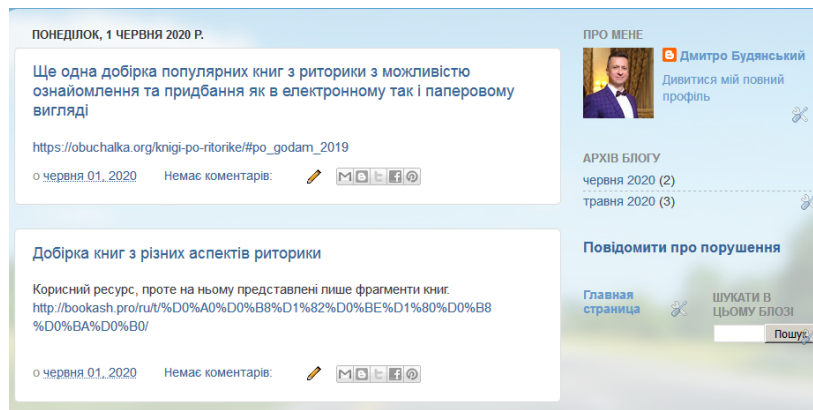 ПОНЕДІЛОК, 1 ЧЕРВНЯ 2020 Р.
Ще одна добірка популярних книг з риторики з можливістю
ознайомлення та придбання як в електронному так і паперовому
вигляді
https://obuchalka.org/knigi-po-ritorike/#po_godam_2019
о червня 01, 2020 Немає коментарів:
Добірка книг з різних аспектів риторики
Корисний ресурс, проте на ньому представлені лише фрагменти книг.
http://bookash.pro/ru/t/%D0%A0%D0%B8%D1%82%D0%BE%D1%80%D0%B8
%D0%BA%D0%B0/
о червня 01, 2020 Немає коментарів:
ПРО МЕНЕ
Дмитро Будянський
Дивитися мій повний
профіль
АРХІВ БЛОГУ
червня 2020 (2)
травня 2020 (3)
Повідомити про порушення
Главная
страница
ШУКАТИ В
ЦЬОМУ БЛОЗІ
Пошук